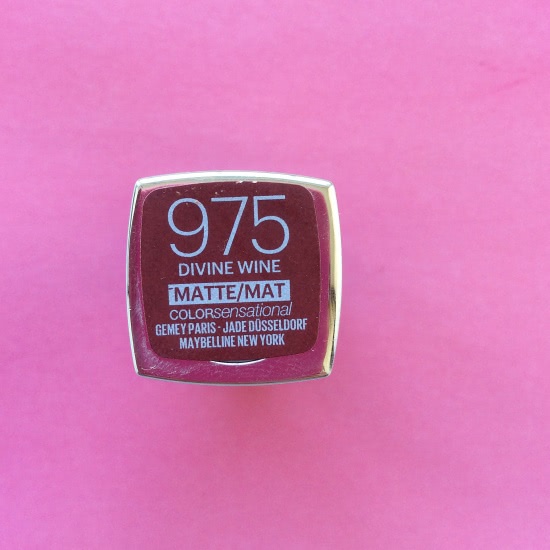 975
DIVINE WINE
MATTE/MAT
COLORsensational
GEMEY PARIS · JADE DÜSSELDORF
MAYBELLINE NEW YORK